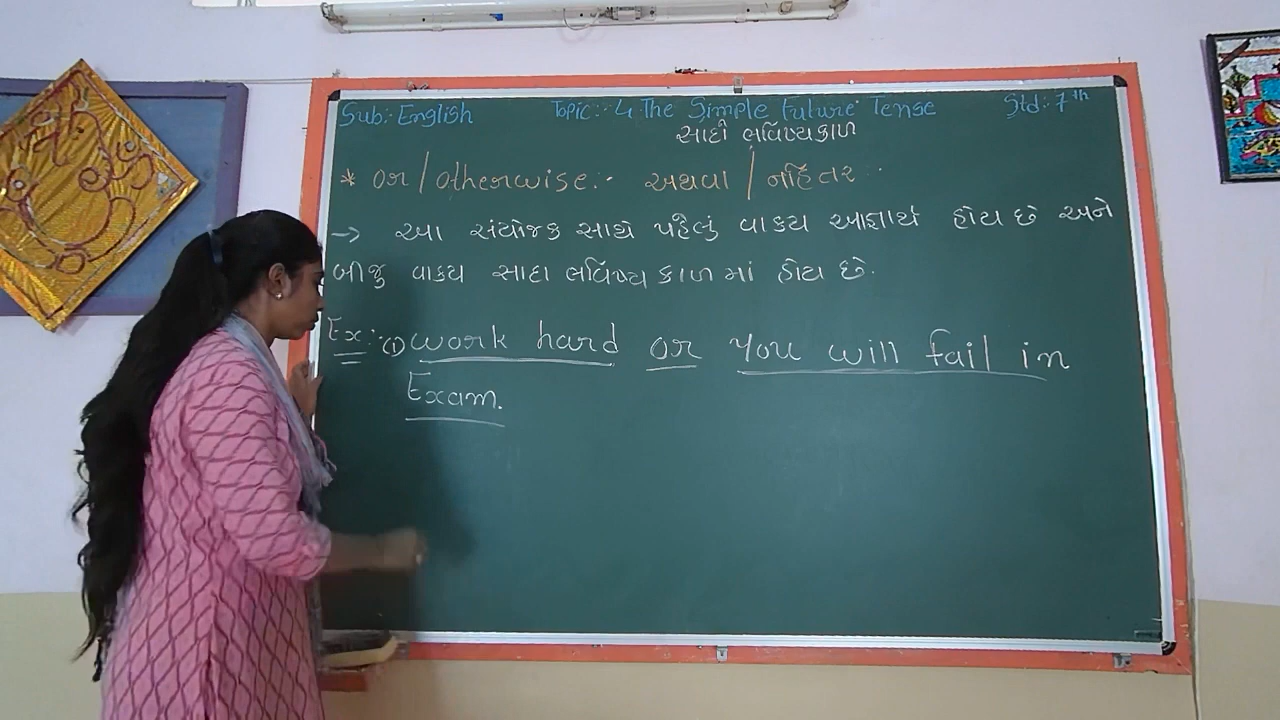 Sub:- English Topic:- 4 The Simple Future Tense Std:- 7th
સાદો ભવિષ્યકાળ
* or / otherwise:- અથવા / નહિંતર
→ આ સંયોજક સાથે પહેલું વાક્ય આજ્ઞાર્થ હોય છે અને
બીજુ વાક્ય સાદા ભવિષ્ય કાળ માં હોય છે.
Ex:- (1) work hard or You will fail in
Exam.